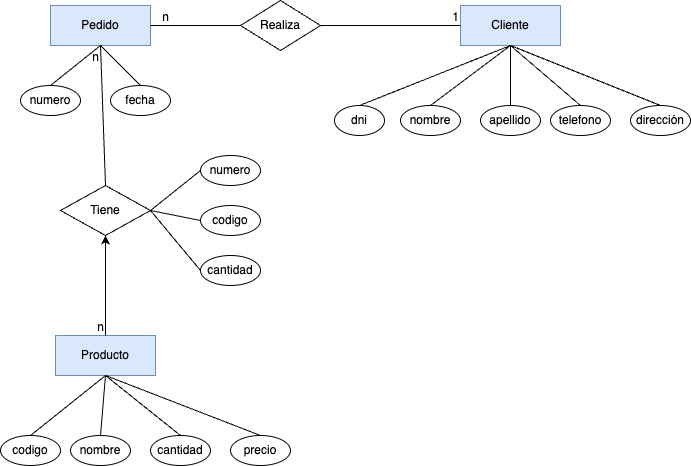 Pedido
n
Realiza
1
Cliente
n
numero
fecha
dni
nombre
apellido
telefono
dirección
Tiene
numero
codigo
cantidad
n
Producto
codigo
nombre
cantidad
precio